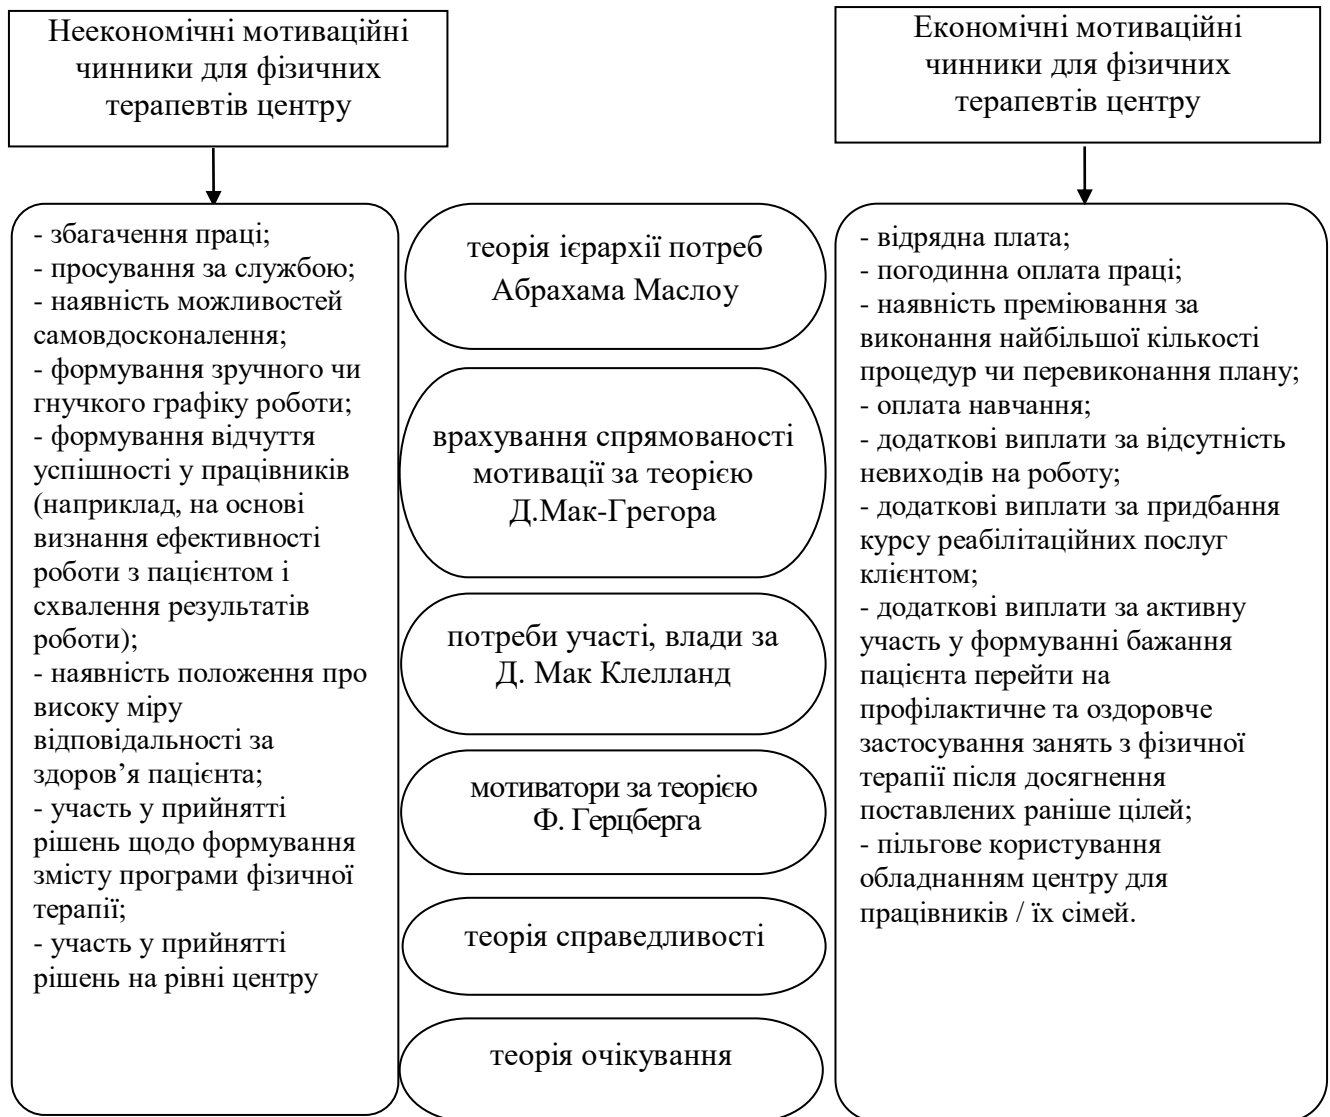 Неекономічні мотиваційні
чинники для фізичних
терапевтів центру
Економічні мотиваційні
чинники для фізичних
терапевтів центру
- збагачення праці;
- просування за службою;
- наявність можливостей
самовдосконалення;
- формування зручного чи
гнучкого графіку роботи;
- формування відчуття
успішності у працівників
(наприклад, на основі
визнання ефективності
роботи з пацієнтом і
схвалення результатів
роботи);
- наявність положення про
високу міру
відповідальності за
здоров’я пацієнта;
- участь у прийнятті
рішень щодо формування
змісту програми фізичної
терапії;
- участь у прийнятті
рішень на рівні центру
теорія ієрархії потреб
Абрахама Маслоу
врахування спрямованості
мотивації за теорією
Д.Мак-Грегора
потреби участі, влади за
Д. Мак Клелланд
мотиватори за теорією
Ф. Герцберга
теорія справедливості
теорія очікування
- відрядна плата;
- погодинна оплата праці;
- наявність преміювання за
виконання найбільшої кількості
процедур чи перевиконання плану;
- оплата навчання;
- додаткові виплати за відсутність
невиходів на роботу;
- додаткові виплати за придбання
курсу реабілітаційних послуг
клієнтом;
- додаткові виплати за активну
участь у формуванні бажання
пацієнта перейти на
профілактичне та оздоровче
застосування занять з фізичної
терапії після досягнення
поставлених раніше цілей;
- пільгове користування
обладнанням центру для
працівників / їх сімей.